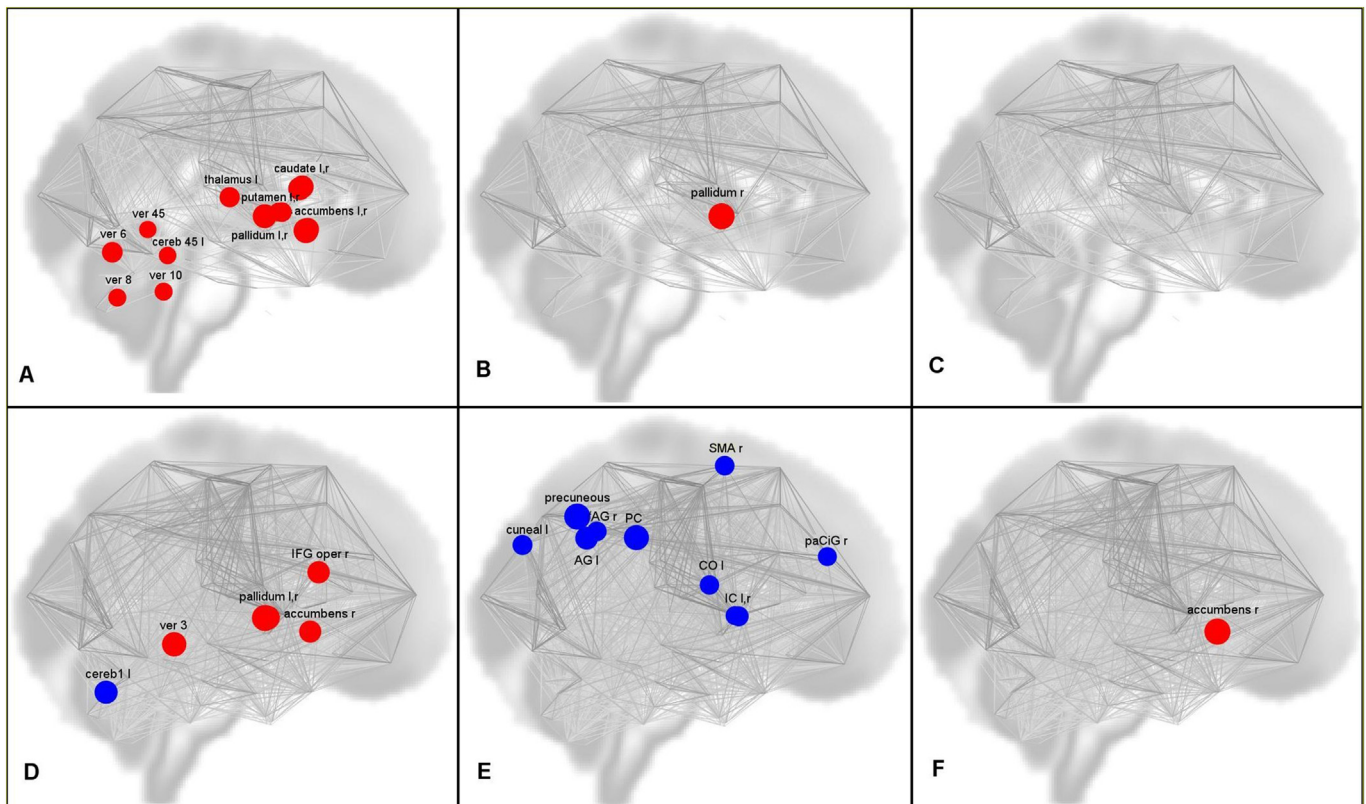 caudate l,r
thalamus l
putamen l,r
accumbens l,r
ver 45
pallidum l,r
ver 6
cereb 45 l
ver 10
ver 8
A
pallidum r
B
C
IFG oper r
pallidum l,r
accumbens r
ver 3
cereb1 l
D
SMA r
precuneous
AG r
PC
cuneal l
paCiG r
AG l
CO l
IC l,r
E
accumbens r
F